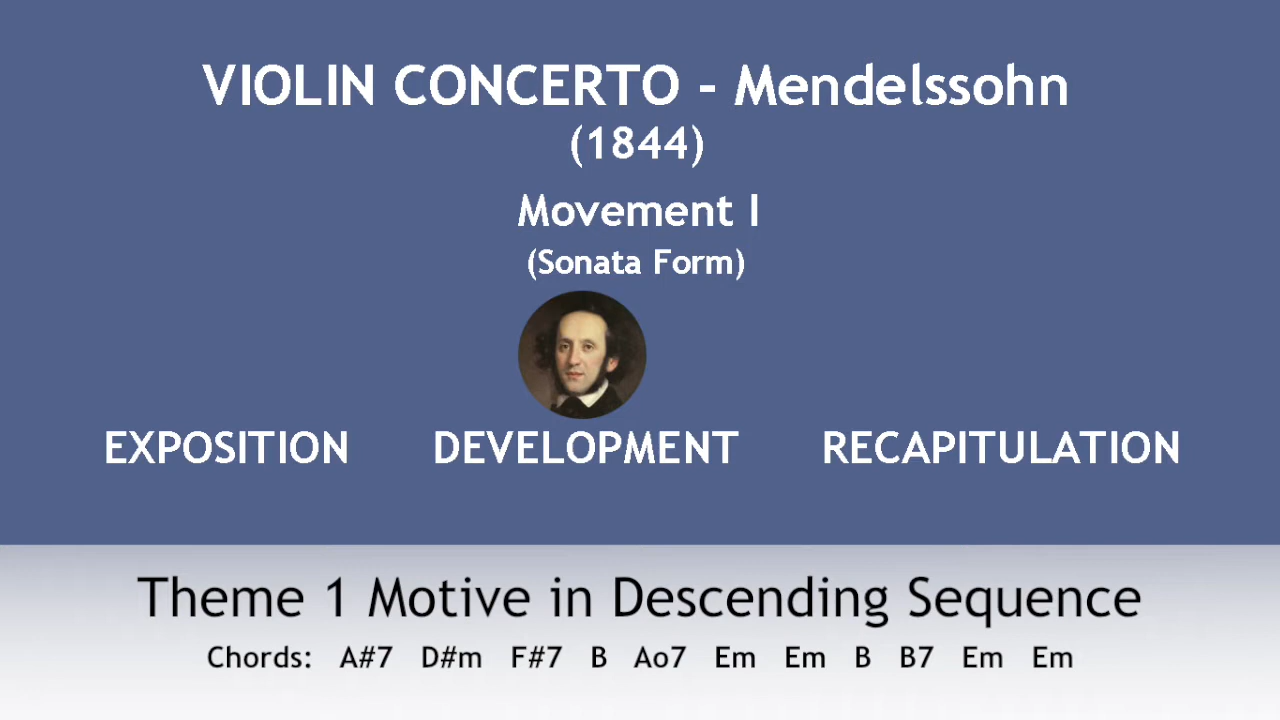 VIOLIN CONCERTO - Mendelssohn
(1844)
Movement I
(Sonata Form)
EXPOSITION DEVELOPMENT RECAPITULATION
Theme 1 Motive in Descending Sequence
Chords: A#7 D#m F#7 B Ao7 Em Em B B7 Em Em